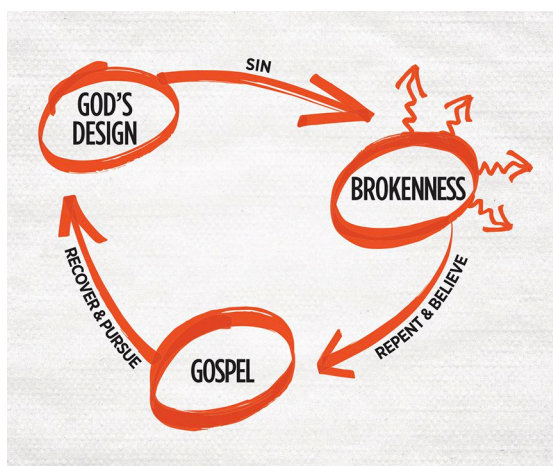 GOD'S
DESIGN
SIN
BROKENNESS
REPENT & BELIEVE
GOSPEL
RECOVER & PURSUE